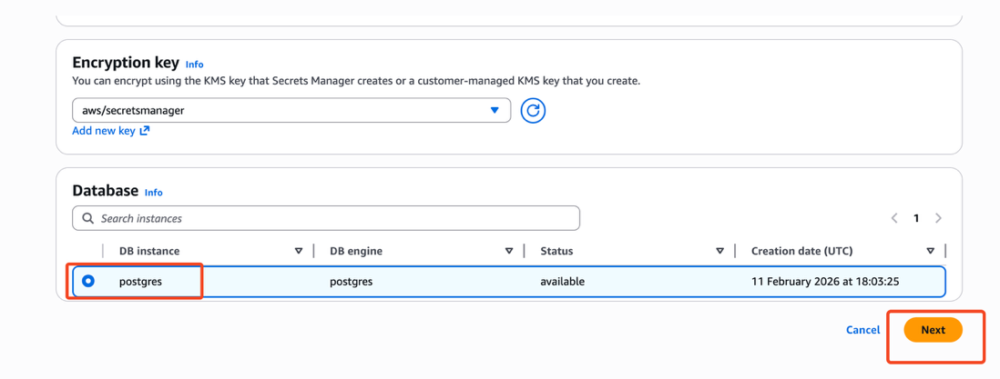 Encryption key Info
You can encrypt using the KMS key that Secrets Manager creates or a customer-managed KMS key that you create.
aws/secretsmanager
Add new key
Database Info
Search instances
1
DB instance DB engine Status Creation date (UTC)
postgres postgres available 11 February 2026 at 18:03:25
Cancel Next